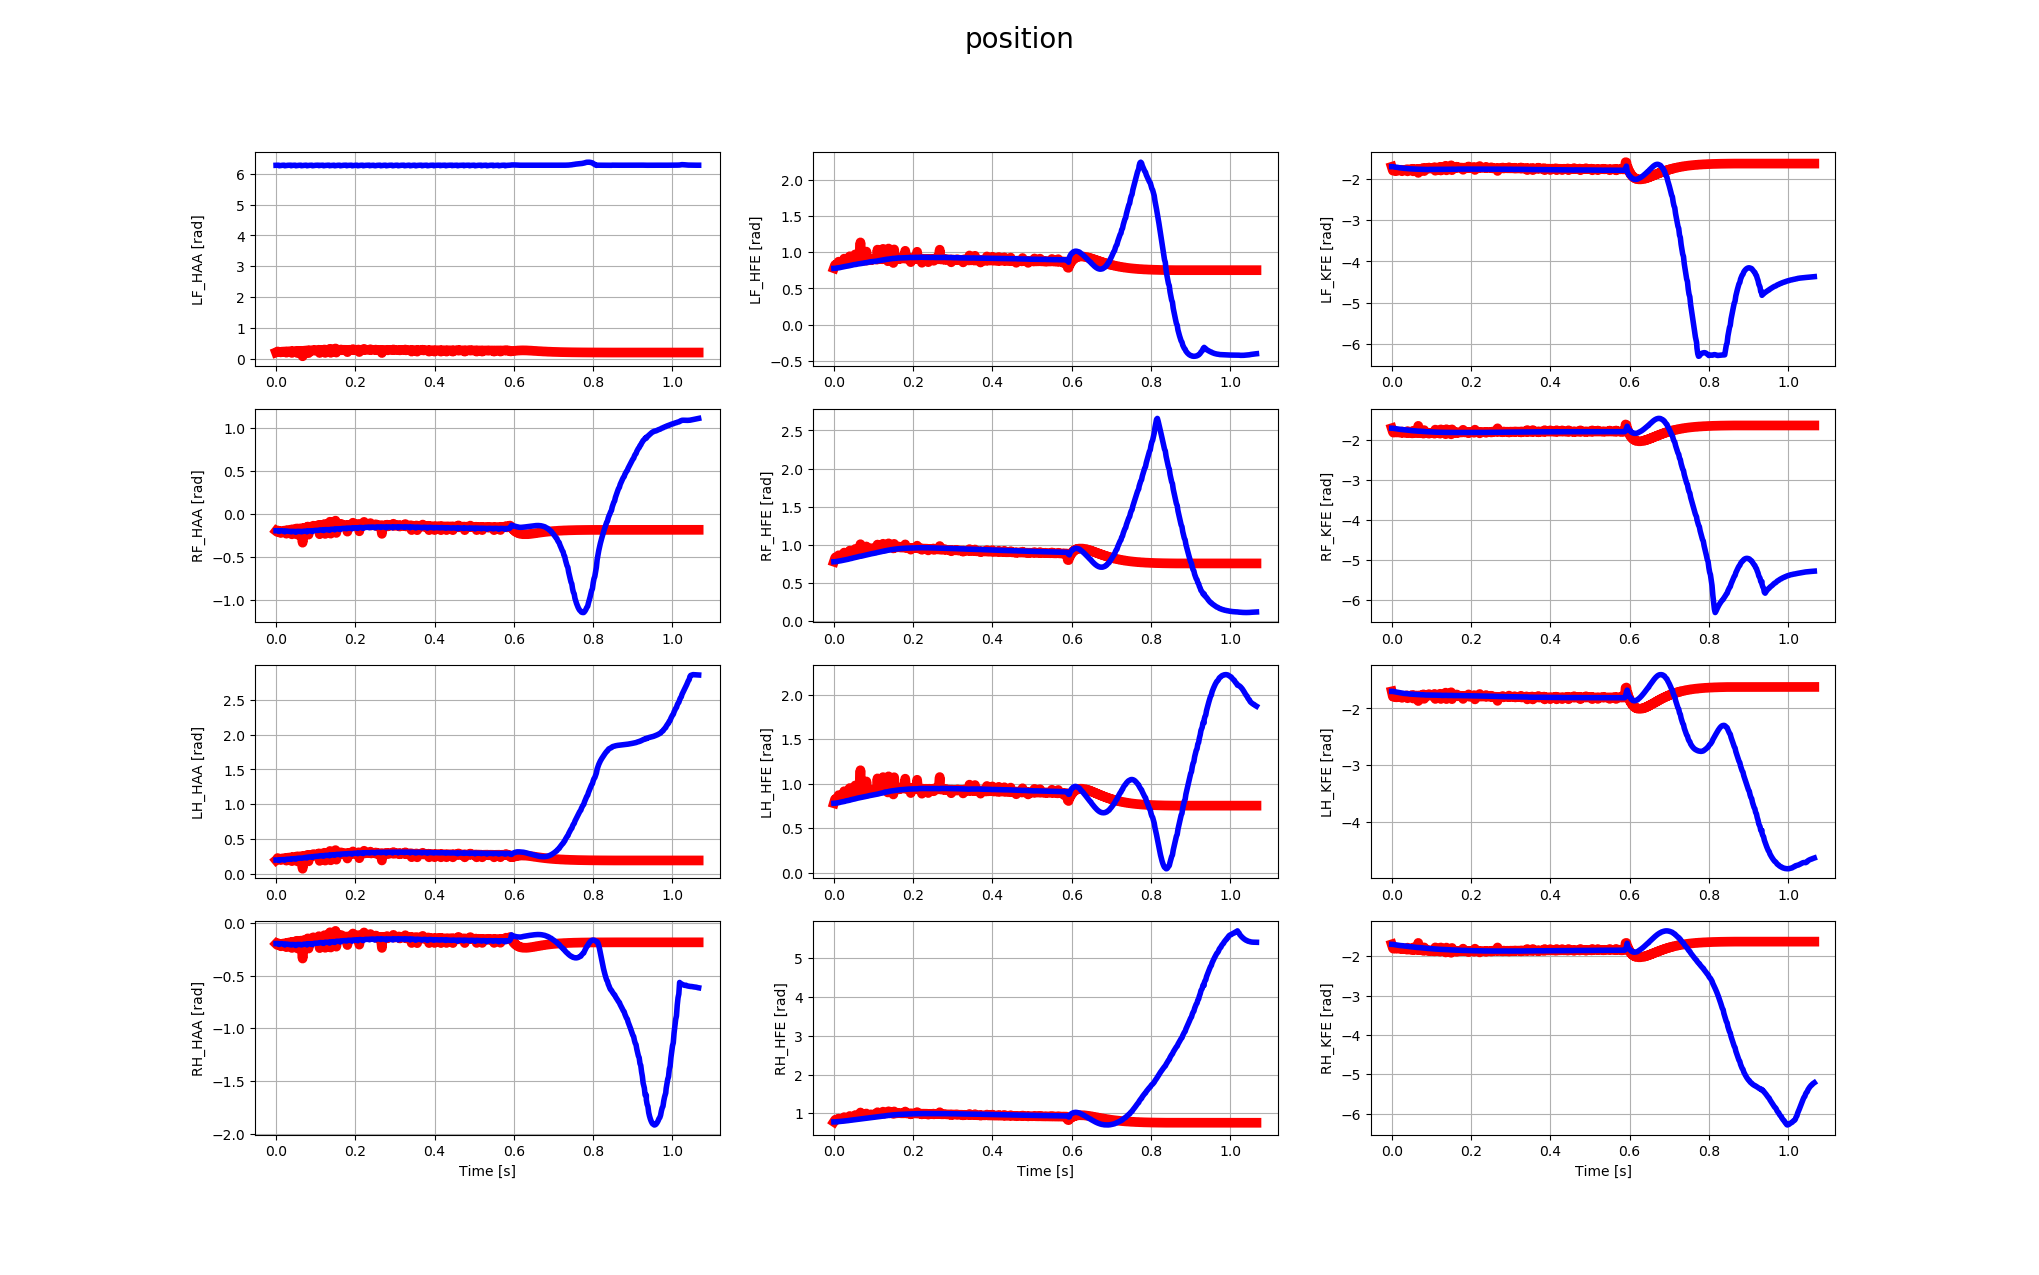 position
LF_HAA [rad]
6
5
4
3
2
1
0
0.0 0.2 0.4 0.6 0.8 1.0
LF_HFE [rad]
2.0
1.5
1.0
0.5
0.0
−0.5
0.0 0.2 0.4 0.6 0.8 1.0
LF_KFE [rad]
−2
−3
−4
−5
−6
0.0 0.2 0.4 0.6 0.8 1.0
RF_HAA [rad]
1.0
0.5
0.0
−0.5
−1.0
0.0 0.2 0.4 0.6 0.8 1.0
RF_HFE [rad]
2.5
2.0
1.5
1.0
0.5
0.0
0.0 0.2 0.4 0.6 0.8 1.0
RF_KFE [rad]
−2
−3
−4
−5
−6
0.0 0.2 0.4 0.6 0.8 1.0
LH_HAA [rad]
2.5
2.0
1.5
1.0
0.5
0.0
0.0 0.2 0.4 0.6 0.8 1.0
LH_HFE [rad]
2.0
1.5
1.0
0.5
0.0
0.0 0.2 0.4 0.6 0.8 1.0
LH_KFE [rad]
−2
−3
−4
0.0 0.2 0.4 0.6 0.8 1.0
RH_HAA [rad]
0.0
−0.5
−1.0
−1.5
−2.0
0.0 0.2 0.4 0.6 0.8 1.0
Time [s]
RH_HFE [rad]
5
4
3
2
1
0.0 0.2 0.4 0.6 0.8 1.0
Time [s]
RH_KFE [rad]
−2
−3
−4
−5
−6
0.0 0.2 0.4 0.6 0.8 1.0
Time [s]